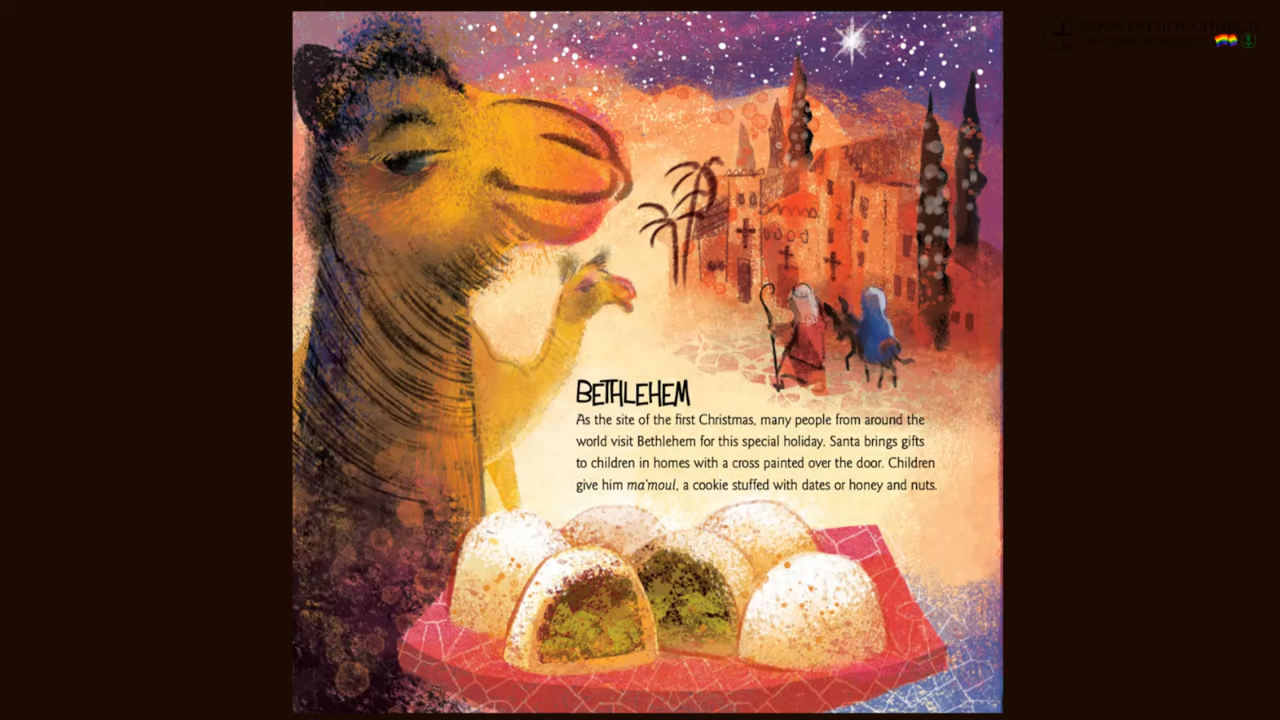 COUNTRYSIDE CHURCH
BETHLEHEM
As the site of the first Christmas, many people from around the
world visit Bethlehem for this special holiday. Santa brings gifts
to children in homes with a cross painted over the door. Children
give him ma'moul, a cookie stuffed with dates or honey and nuts.